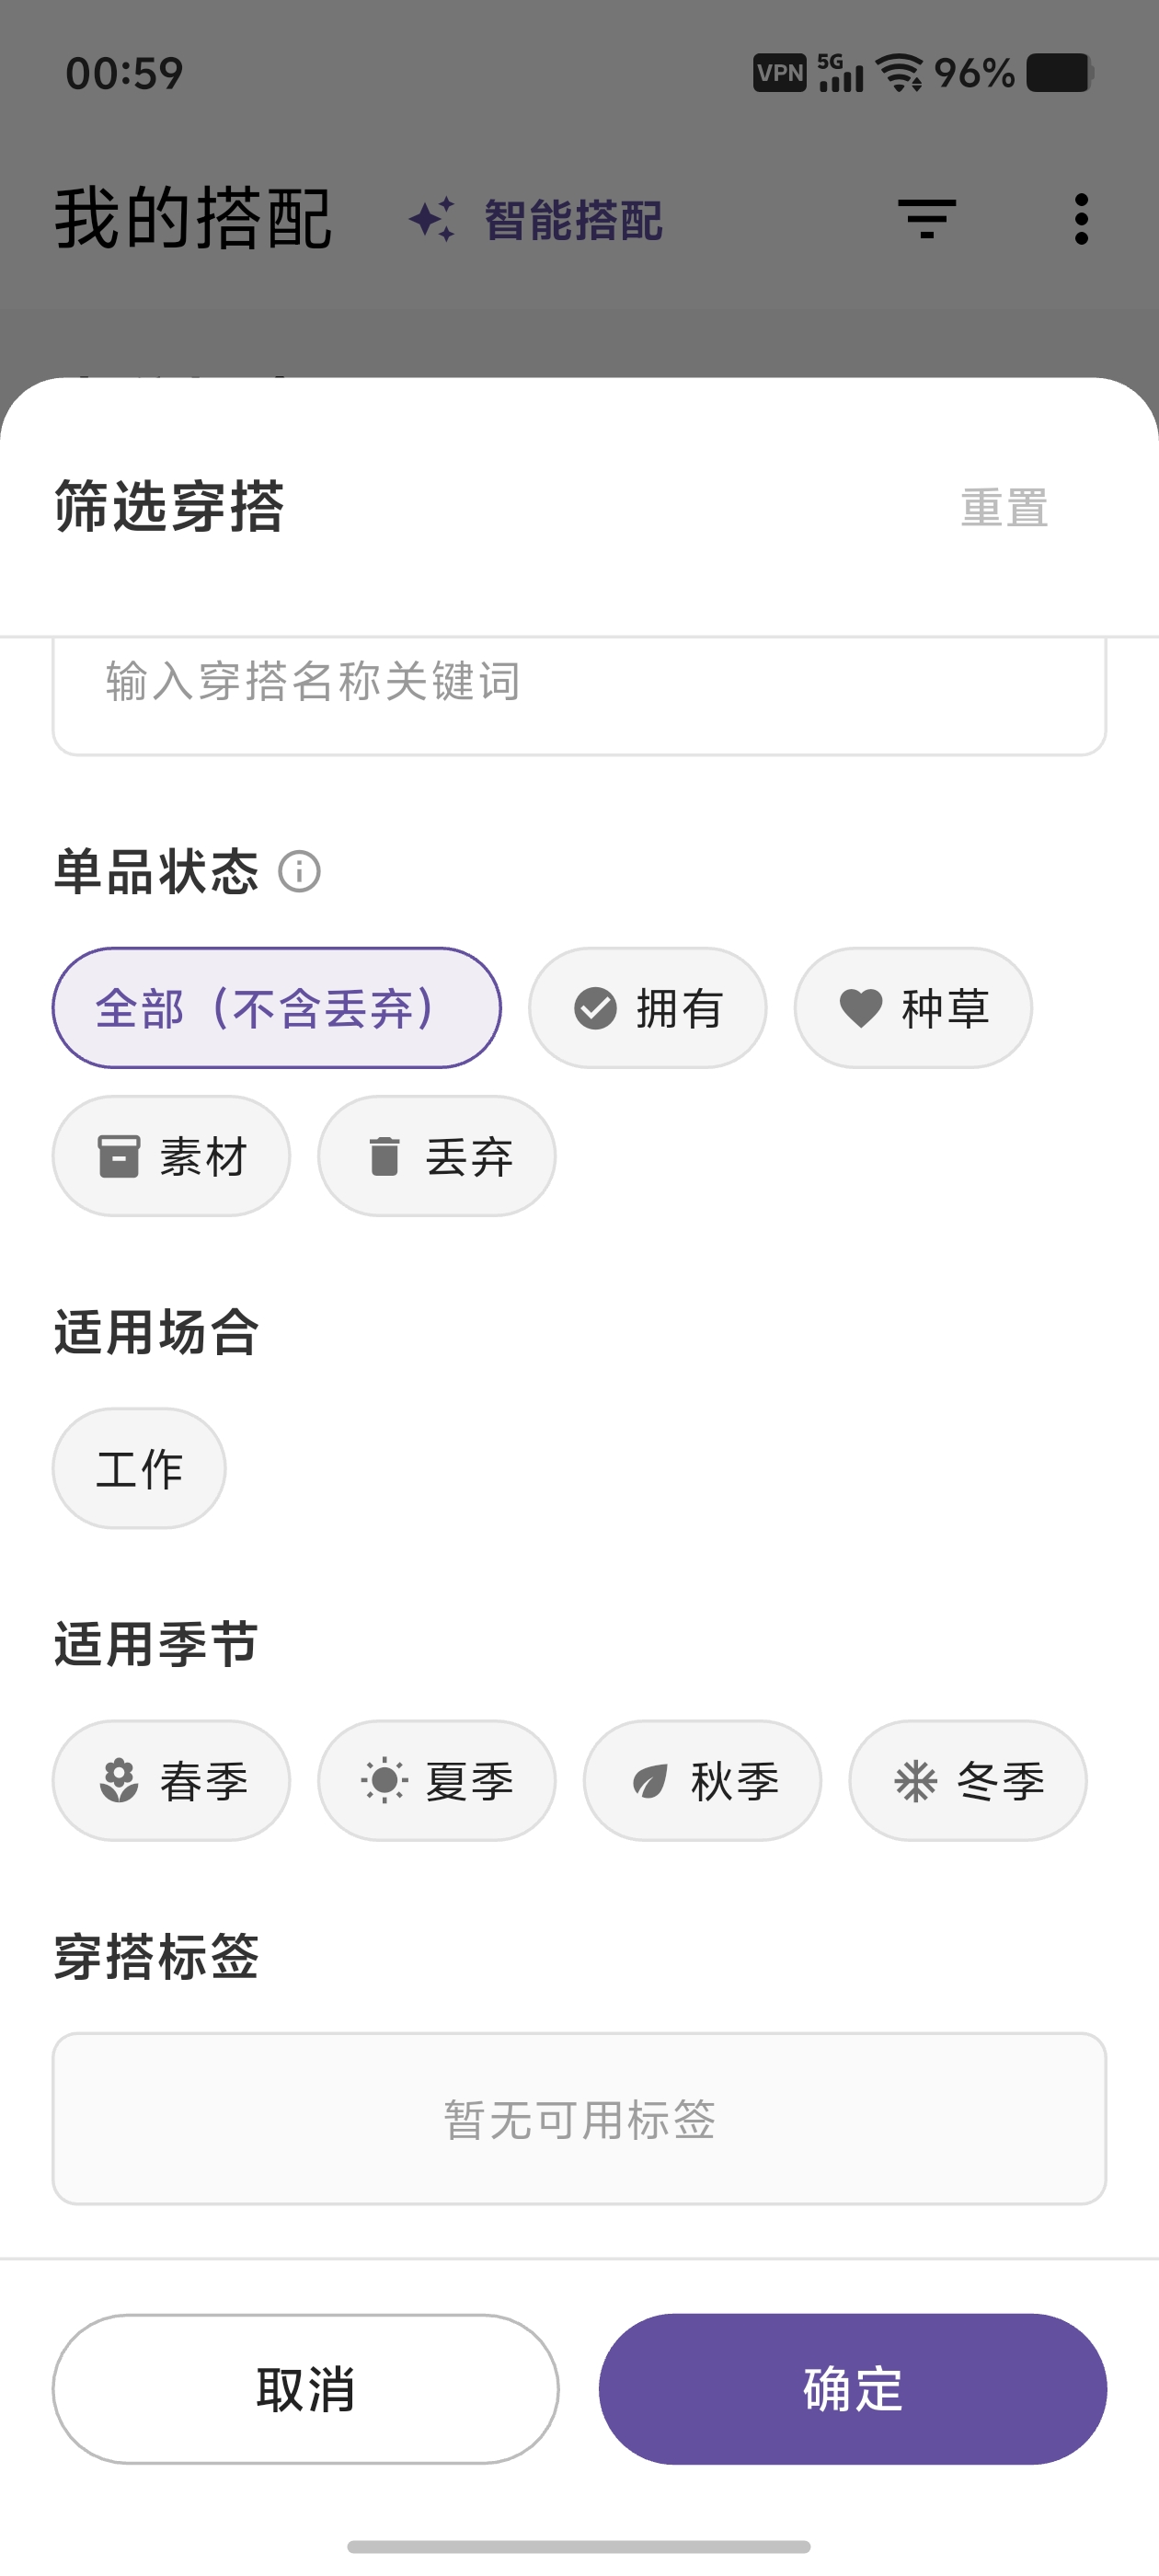 00:59 VPN 5G 96%
我的搭配 智能搭配
筛选穿搭 重置
输入穿搭名称关键词
单品状态
全部（不含丢弃） 拥有 种草
素材 丢弃
适用场合
工作
适用季节
春季 夏季 秋季 冬季
穿搭标签
暂无可用标签
取消 确定